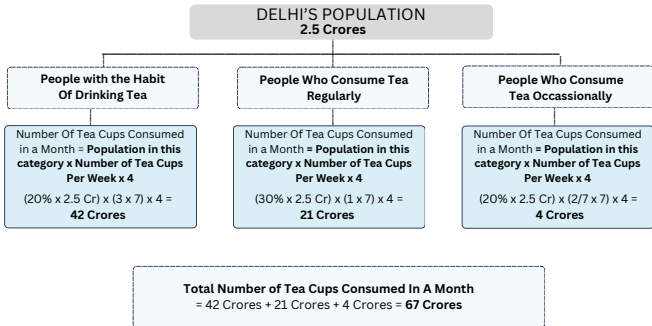 DELHI'S POPULATION
2.5 Crores
People with the Habit
Of Drinking Tea
Number Of Tea Cups Consumed
in a Month = Population in this
category x Number of Tea Cups
Per Week x 4
(20% x 2.5 Cr) x (3 x 7) x 4 =
42 Crores
People Who Consume Tea
Regularly
Number Of Tea Cups Consumed
in a Month = Population in this
category x Number of Tea Cups
Per Week x 4
(30% x 2.5 Cr) x (1 x 7) x 4 =
21 Crores
People Who Consume
Tea Occassionally
Number Of Tea Cups Consumed
in a Month = Population in this
category x Number of Tea Cups
Per Week x 4
(20% x 2.5 Cr) x (2/7 x 7) x 4 =
4 Crores
Total Number of Tea Cups Consumed In A Month
= 42 Crores + 21 Crores + 4 Crores = 67 Crores